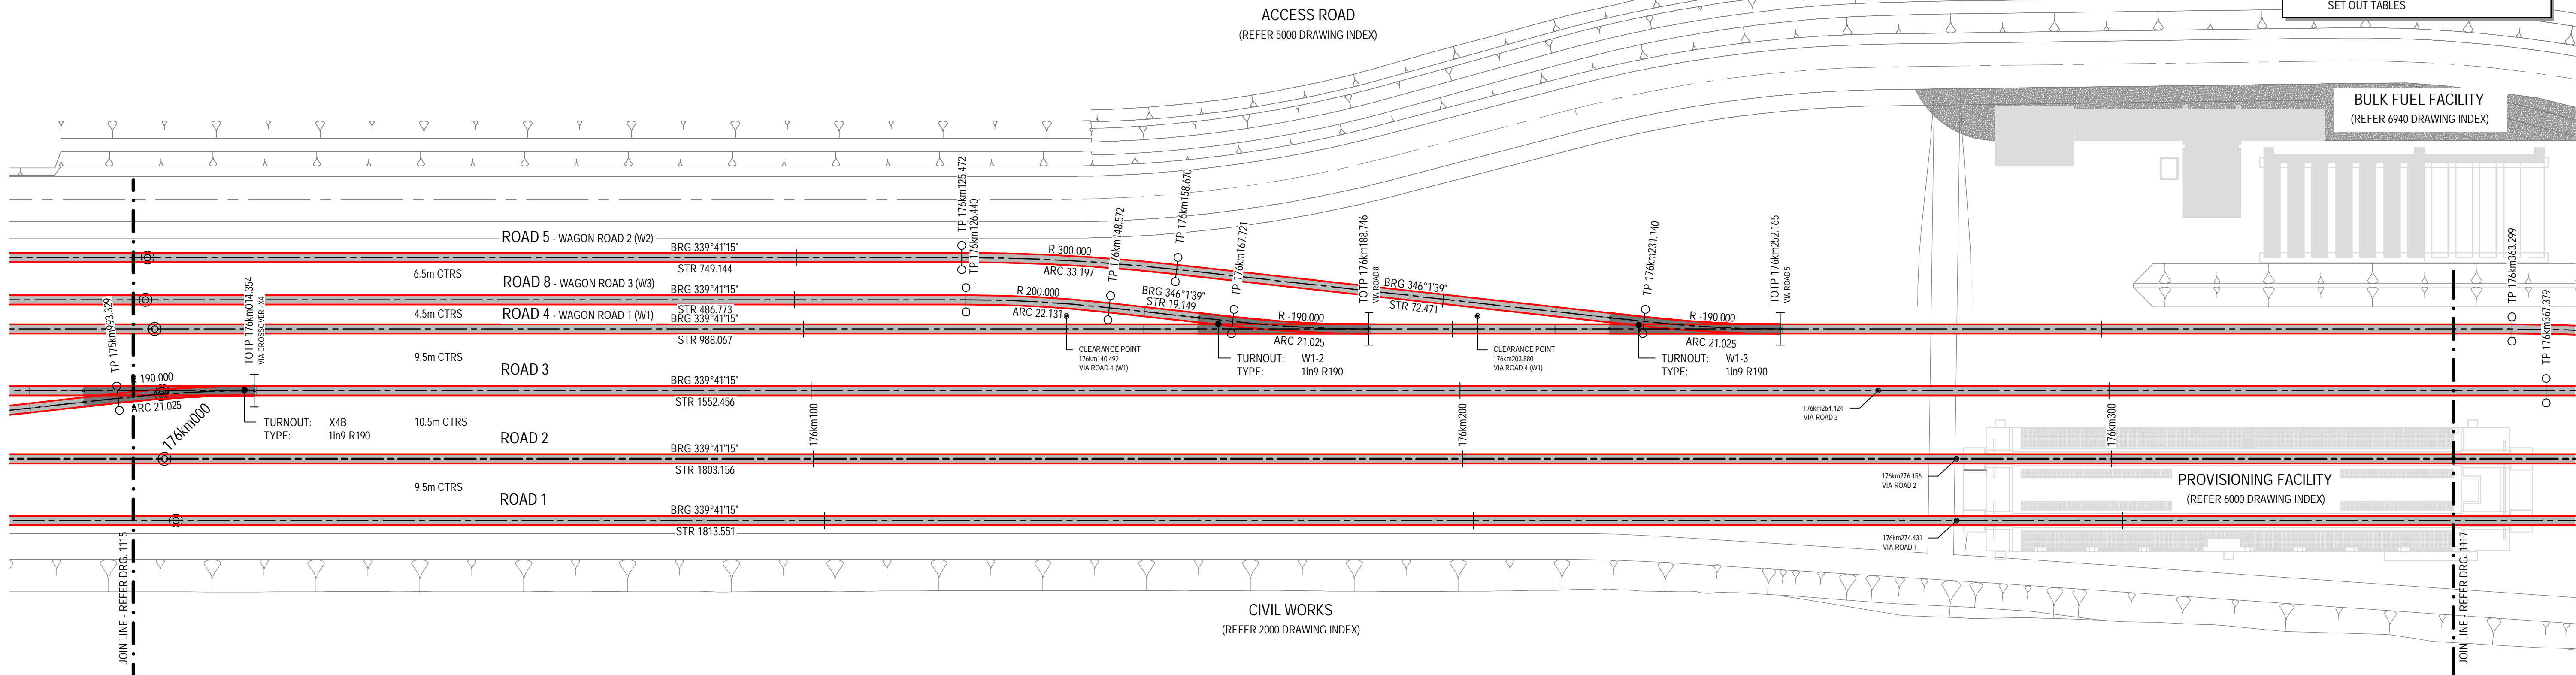 SET OUT TABLES
ACCESS ROAD
(REFER 5000 DRAWING INDEX)
BULK FUEL FACILITY
(REFER 6940 DRAWING INDEX)
TP 176km125.472
TP 176km126.440
TP 176km148.572
TP 176km158.670
TP 176km167.721
TOTP 176km188.746
VIA ROAD 8
TP 176km231.140
TOTP 176km252.165
VIA ROAD 5
TP 176km363.299
TP 176km367.379
ROAD 5 - WAGON ROAD 2 (W2)
BRG 339°41'15"
STR 749.144
R 300.000
ARC 33.197
6.5m CTRS
ROAD 8 - WAGON ROAD 3 (W3)
BRG 339°41'15"
STR 486.773
R 200.000
ARC 22.131
BRG 346°1'39"
STR 19.149
BRG 346°1'39"
STR 72.471
4.5m CTRS
ROAD 4 - WAGON ROAD 1 (W1)
BRG 339°41'15"
STR 988.067
R -190.000
ARC 21.025
R -190.000
ARC 21.025
CLEARANCE POINT
176km140.492
VIA ROAD 4 (W1)
TURNOUT: W1-2
TYPE: 1in9 R190
CLEARANCE POINT
176km203.880
VIA ROAD 4 (W1)
TURNOUT: W1-3
TYPE: 1in9 R190
TP 175km993.329
TOTP 176km014.354
VIA CROSSOVER - X4
9.5m CTRS
ROAD 3
BRG 339°41'15"
STR 1552.456
R 190.000
ARC 21.025
176km000
TURNOUT: X4B
TYPE: 1in9 R190
10.5m CTRS
176km100
176km200
176km300
176km264.424
VIA ROAD 3
ROAD 2
BRG 339°41'15"
STR 1803.156
176km276.156
VIA ROAD 2
PROVISIONING FACILITY
(REFER 6000 DRAWING INDEX)
9.5m CTRS
ROAD 1
BRG 339°41'15"
STR 1813.551
176km274.431
VIA ROAD 1
JOIN LINE - REFER DRG. 1115
JOIN LINE - REFER DRG. 1117
CIVIL WORKS
(REFER 2000 DRAWING INDEX)